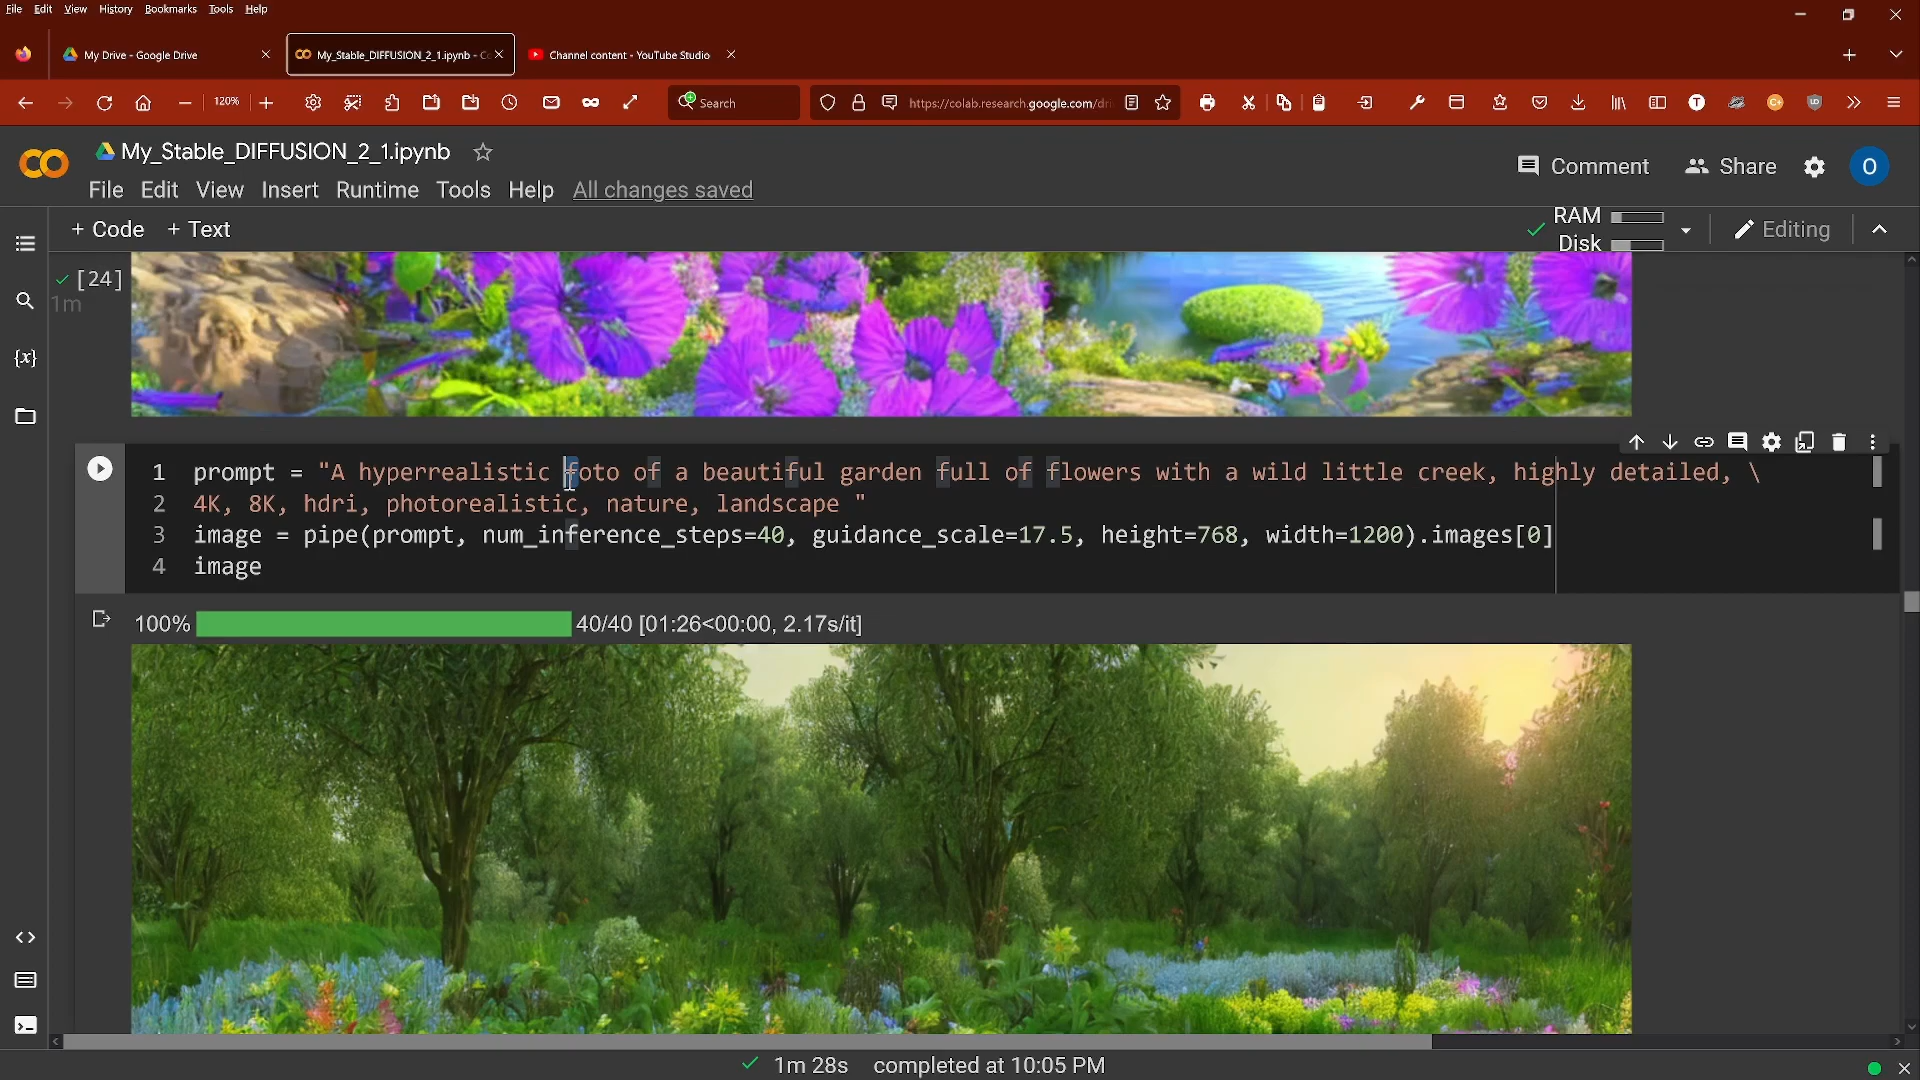 File Edit View History Bookmarks Tools Help
My Drive - Google Drive
My_Stable_DIFFUSION_2_1.ipynb - Co
Channel content - YouTube Studio
120%
Search
https://colab.research.google.com/dri
My_Stable_DIFFUSION_2_1.ipynb
Comment
Share
O
File Edit View Insert Runtime Tools Help All changes saved
+ Code + Text
RAM
Disk
Editing
[24]
1m
{x}
1 prompt = "A hyperrealistic foto of a beautiful garden full of flowers with a wild little creek, highly detailed, \
2 4K, 8K, hdri, photorealistic, nature, landscape "
3 image = pipe(prompt, num_inference_steps=40, guidance_scale=17.5, height=768, width=1200).images[0]
4 image
100% 40/40 [01:26<00:00, 2.17s/it]
1m 28s completed at 10:05 PM